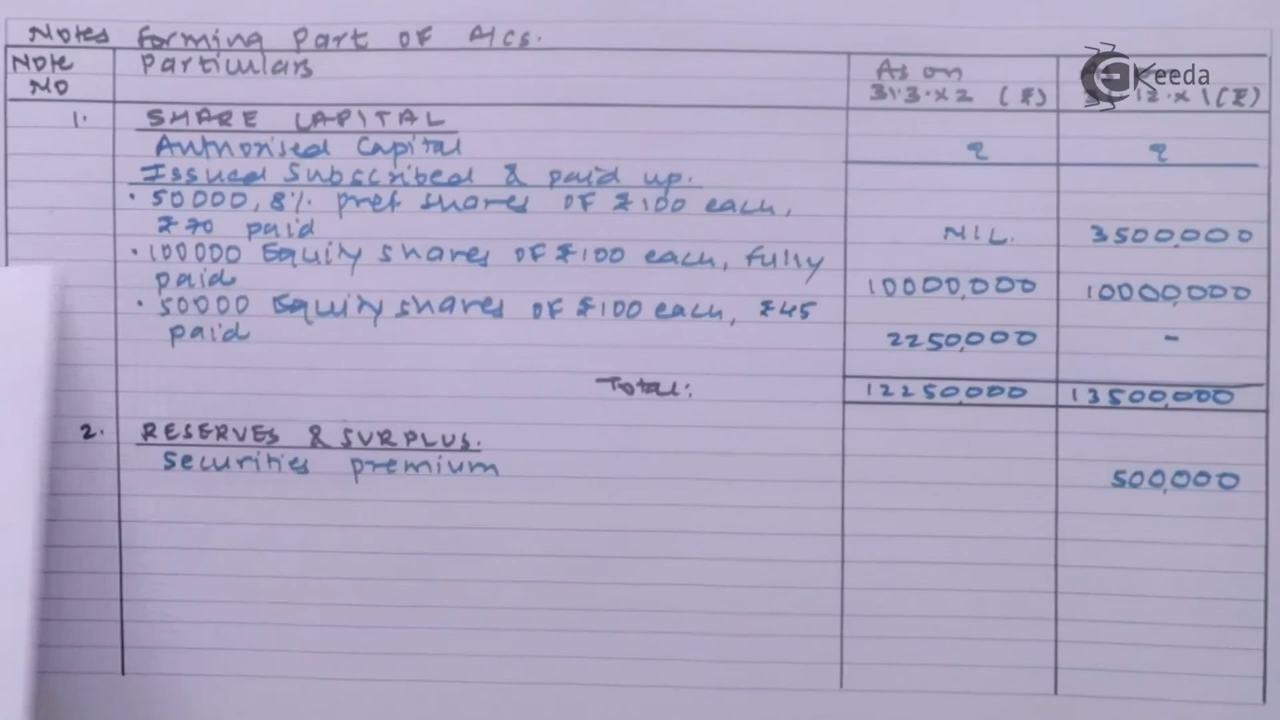 Notes forming Part OF A/cs.
Note No Particulars As on 31.3.x2 (₹) 12.x1(₹)
1. SHARE CAPITAL
Authorised Capital ? ?
Issued Subscribed & paid up.
• 50000, 8% pref shares OF ₹100 each,
₹70 paid NIL. 3500,000
• 100000 Equity shares OF ₹100 each, fully
paid 10000,000 10000,000
• 50000 Equity shares OF ₹100 each, ₹45
paid 2250,000 -
Total: 12250,000 13500,000
2. RESERVES & SURPLUS.
Securities premium 500,000
Keeda